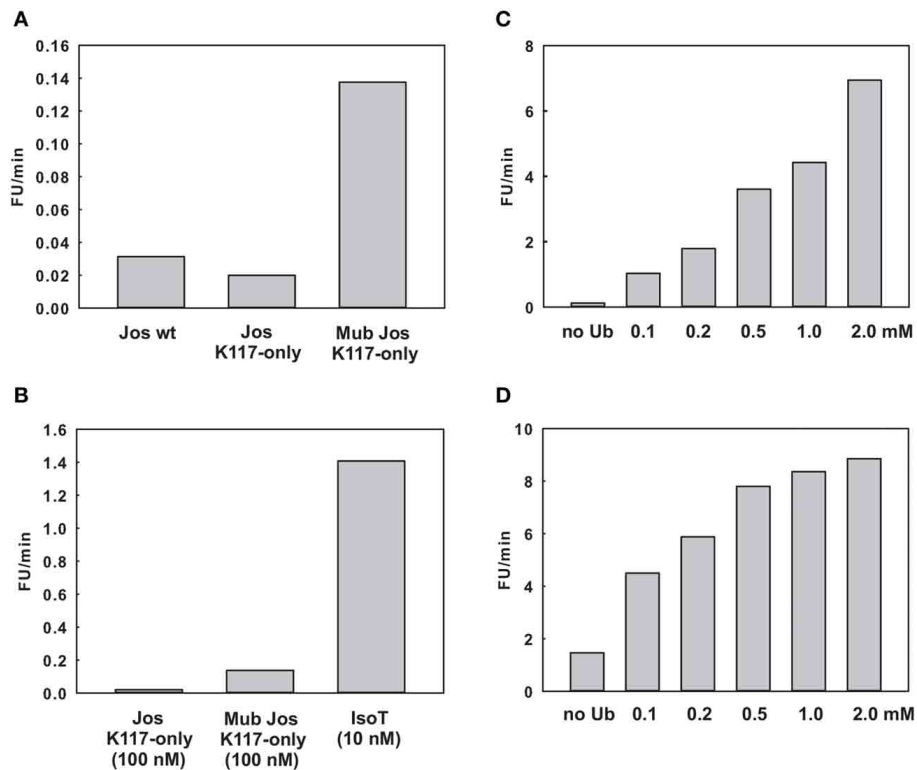 A
FU/min
0.16
0.14
0.12
0.10
0.08
0.06
0.04
0.02
0.00
Jos wt
Jos
K117-only
Mub Jos
K117-only
C
FU/min
8
6
4
2
0
no Ub 0.1 0.2 0.5 1.0 2.0 mM
B
FU/min
1.6
1.4
1.2
1.0
0.8
0.6
0.4
0.2
0.0
Jos
K117-only
(100 nM)
Mub Jos
K117-only
(100 nM)
IsoT
(10 nM)
D
FU/min
10
8
6
4
2
0
no Ub 0.1 0.2 0.5 1.0 2.0 mM